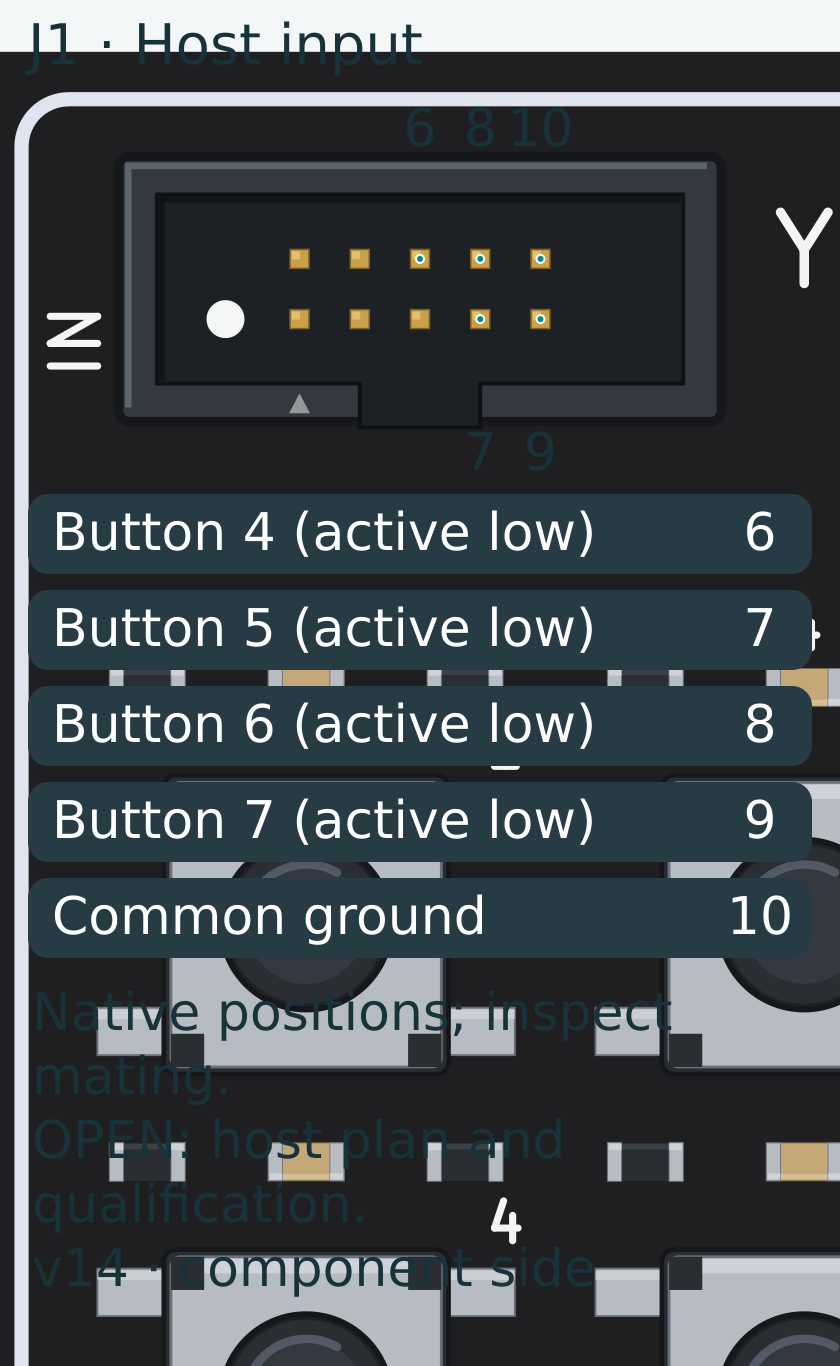 J1 · Host input
6 8 10
Y
IN
7 9
Button 4 (active low) 6
Button 5 (active low) 7
Button 6 (active low) 8
Button 7 (active low) 9
Common ground 10
Native positions; inspect
mating.
OPEN: host plan and
qualification.
4
v14 · component side